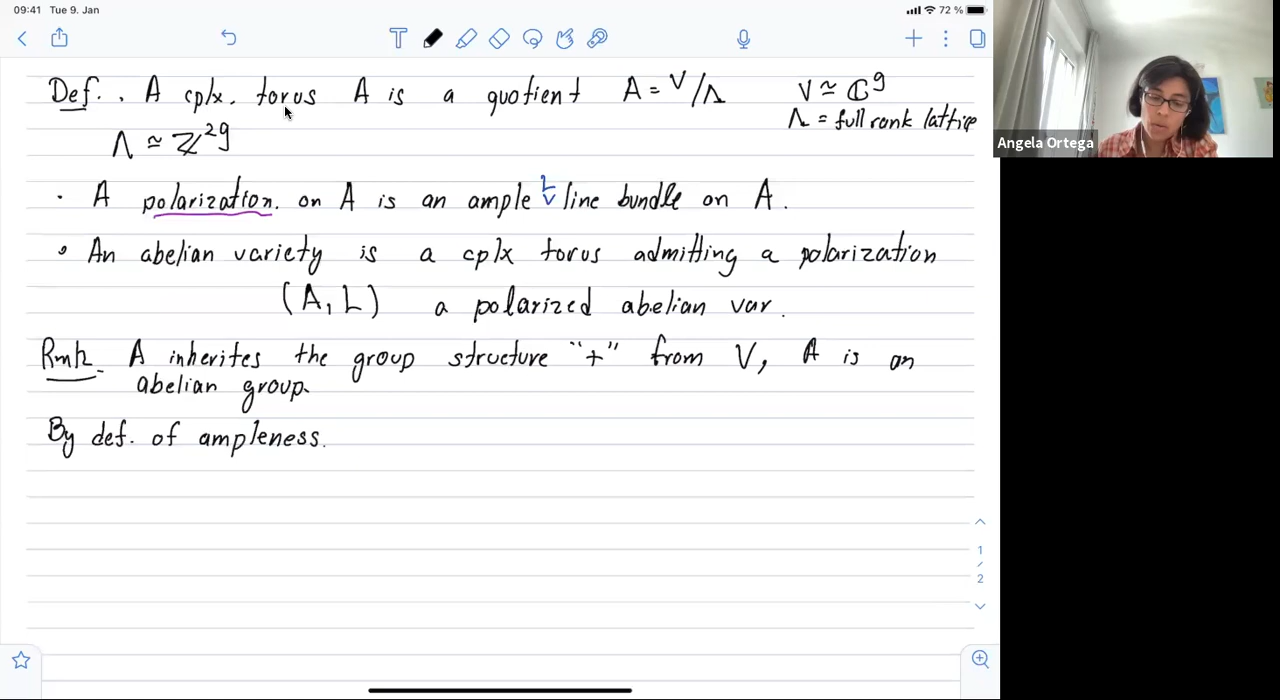 09:41 Tue 9. Jan
72 %
Def. . A cplx. torus A is a quotient A = V/Λ V ≃ ℂ^g
Λ ≃ ℤ^2g Λ = full rank lattice
· A polarization. on A is an ample L line bundle on A.
• An abelian variety is a cplx torus admitting a polarization
(A, L) a polarized abelian var.
Rmk. A inherites the group structure "+" from V, A is an
abelian group.
By def. of ampleness.
1
/
2
Angela Ortega